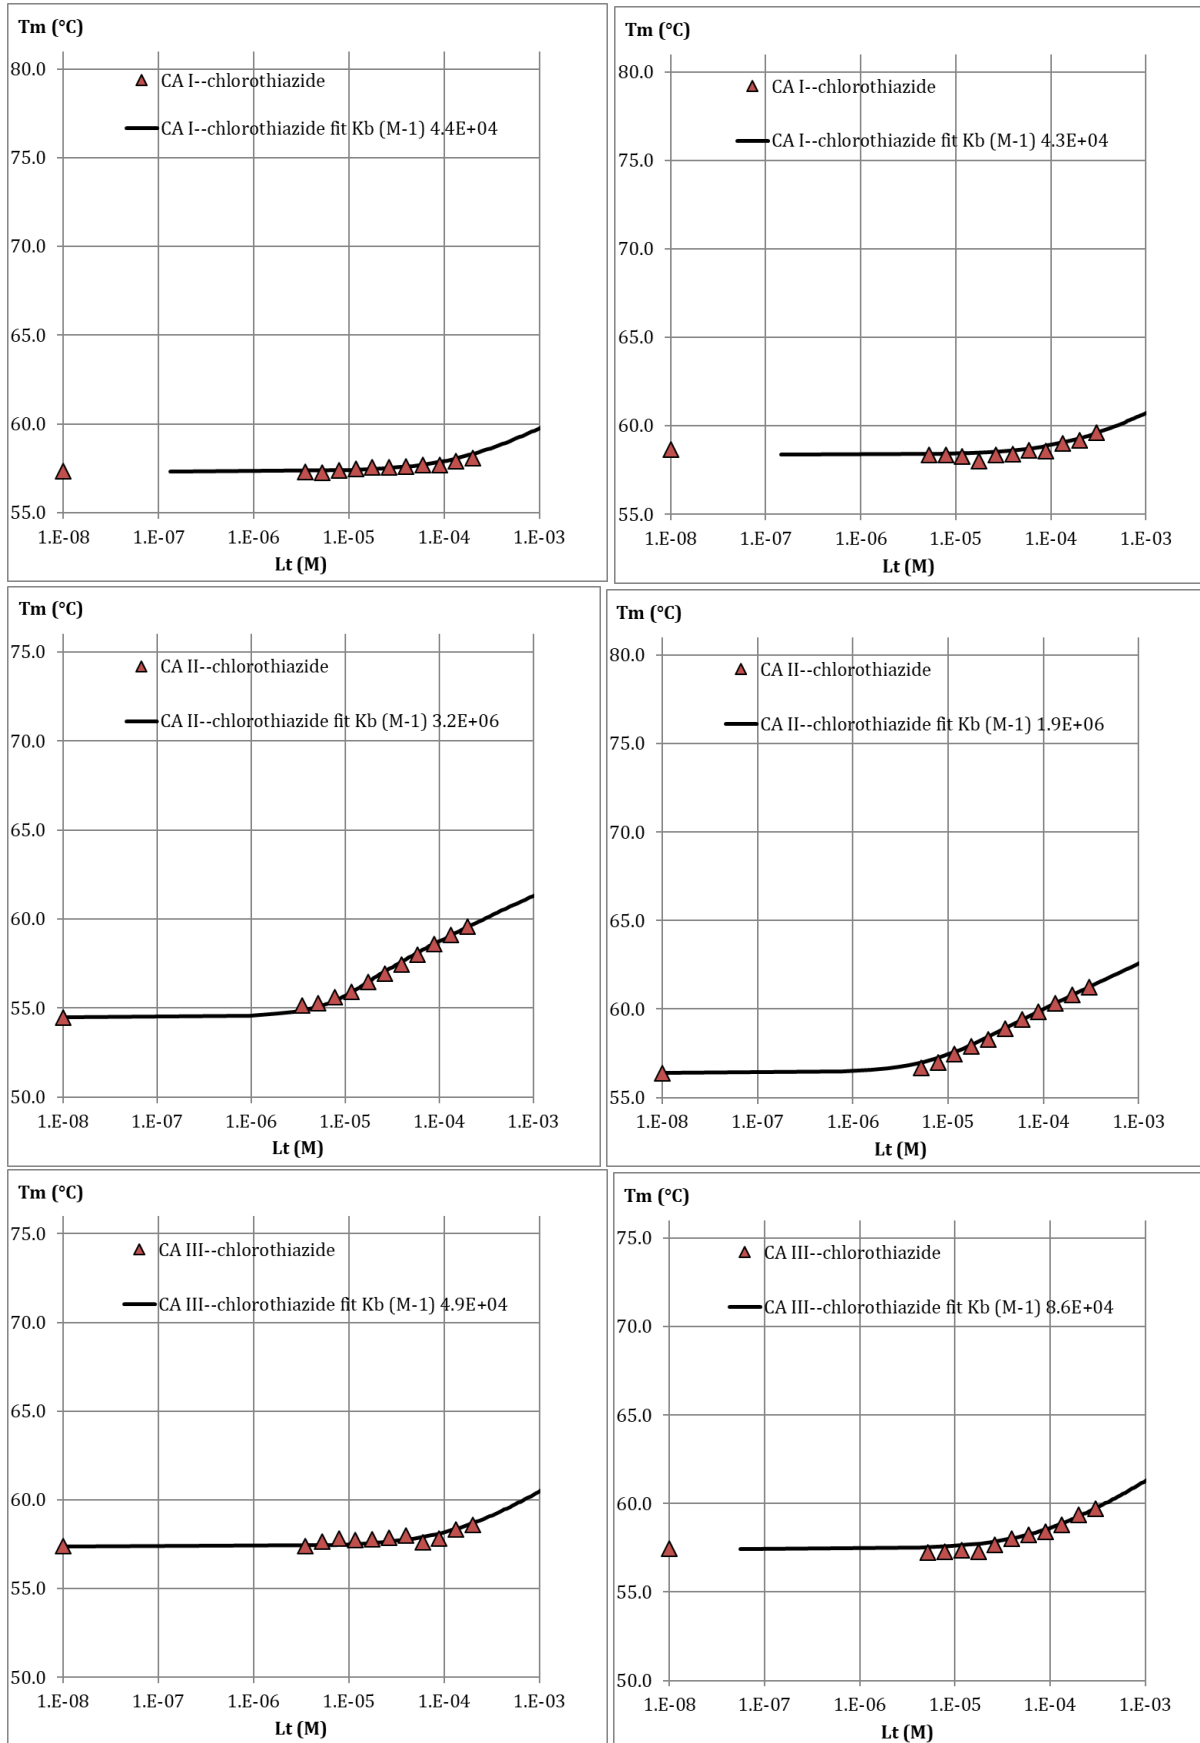 Tm (°C)
CA I--chlorothiazide
CA I--chlorothiazide fit Kb (M-1) 4.4E+04
80.0
75.0
70.0
65.0
60.0
55.0
1.E-08 1.E-07 1.E-06 1.E-05 1.E-04 1.E-03
Lt (M)
Tm (°C)
CA I--chlorothiazide
CA I--chlorothiazide fit Kb (M-1) 4.3E+04
80.0
75.0
70.0
65.0
60.0
55.0
1.E-08 1.E-07 1.E-06 1.E-05 1.E-04 1.E-03
Lt (M)
Tm (°C)
CA II--chlorothiazide
CA II--chlorothiazide fit Kb (M-1) 3.2E+06
75.0
70.0
65.0
60.0
55.0
50.0
1.E-08 1.E-07 1.E-06 1.E-05 1.E-04 1.E-03
Lt (M)
Tm (°C)
CA II--chlorothiazide
CA II--chlorothiazide fit Kb (M-1) 1.9E+06
80.0
75.0
70.0
65.0
60.0
55.0
1.E-08 1.E-07 1.E-06 1.E-05 1.E-04 1.E-03
Lt (M)
Tm (°C)
CA III--chlorothiazide
CA III--chlorothiazide fit Kb (M-1) 4.9E+04
75.0
70.0
65.0
60.0
55.0
50.0
1.E-08 1.E-07 1.E-06 1.E-05 1.E-04 1.E-03
Lt (M)
Tm (°C)
CA III--chlorothiazide
CA III--chlorothiazide fit Kb (M-1) 8.6E+04
75.0
70.0
65.0
60.0
55.0
50.0
1.E-08 1.E-07 1.E-06 1.E-05 1.E-04 1.E-03
Lt (M)